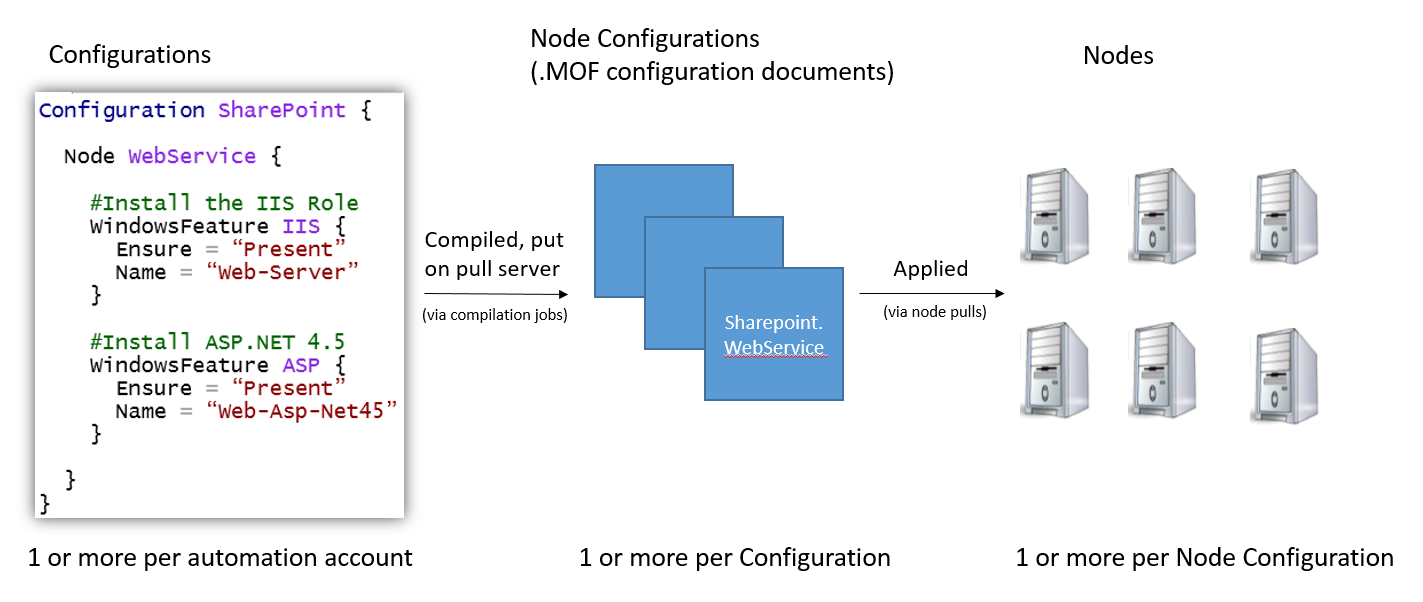 Configurations
Configuration SharePoint {
Node WebService {
#Install the IIS Role
WindowsFeature IIS {
Ensure = “Present”
Name = “Web-Server”
}
#Install ASP.NET 4.5
WindowsFeature ASP {
Ensure = “Present”
Name = “Web-Asp-Net45”
}
}
}
1 or more per automation account
Compiled, put
on pull server
(via compilation jobs)
Node Configurations
(.MOF configuration documents)
Sharepoint.
WebService
1 or more per Configuration
Applied
(via node pulls)
Nodes
1 or more per Node Configuration